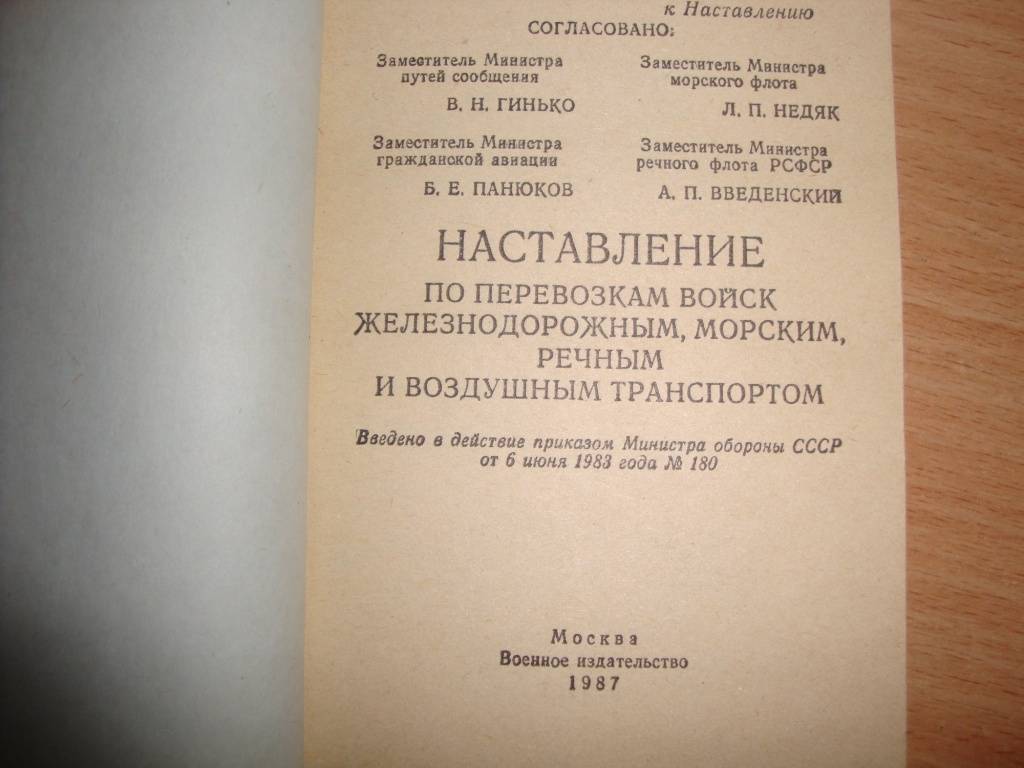 к Наставлению
СОГЛАСОВАНО:
Заместитель Министра
путей сообщения
В. Н. ГИНЬКО
Заместитель Министра
морского флота
Л. П. НЕДЯК
Заместитель Министра
гражданской авиации
Б. Е. ПАНЮКОВ
Заместитель Министра
речного флота РСФСР
А. П. ВВЕДЕНСКИЙ
НАСТАВЛЕНИЕ
ПО ПЕРЕВОЗКАМ ВОЙСК
ЖЕЛЕЗНОДОРОЖНЫМ, МОРСКИМ,
РЕЧНЫМ
И ВОЗДУШНЫМ ТРАНСПОРТОМ
Введено в действие приказом Министра обороны СССР
от 6 июня 1983 года № 180
Москва
Военное издательство
1987